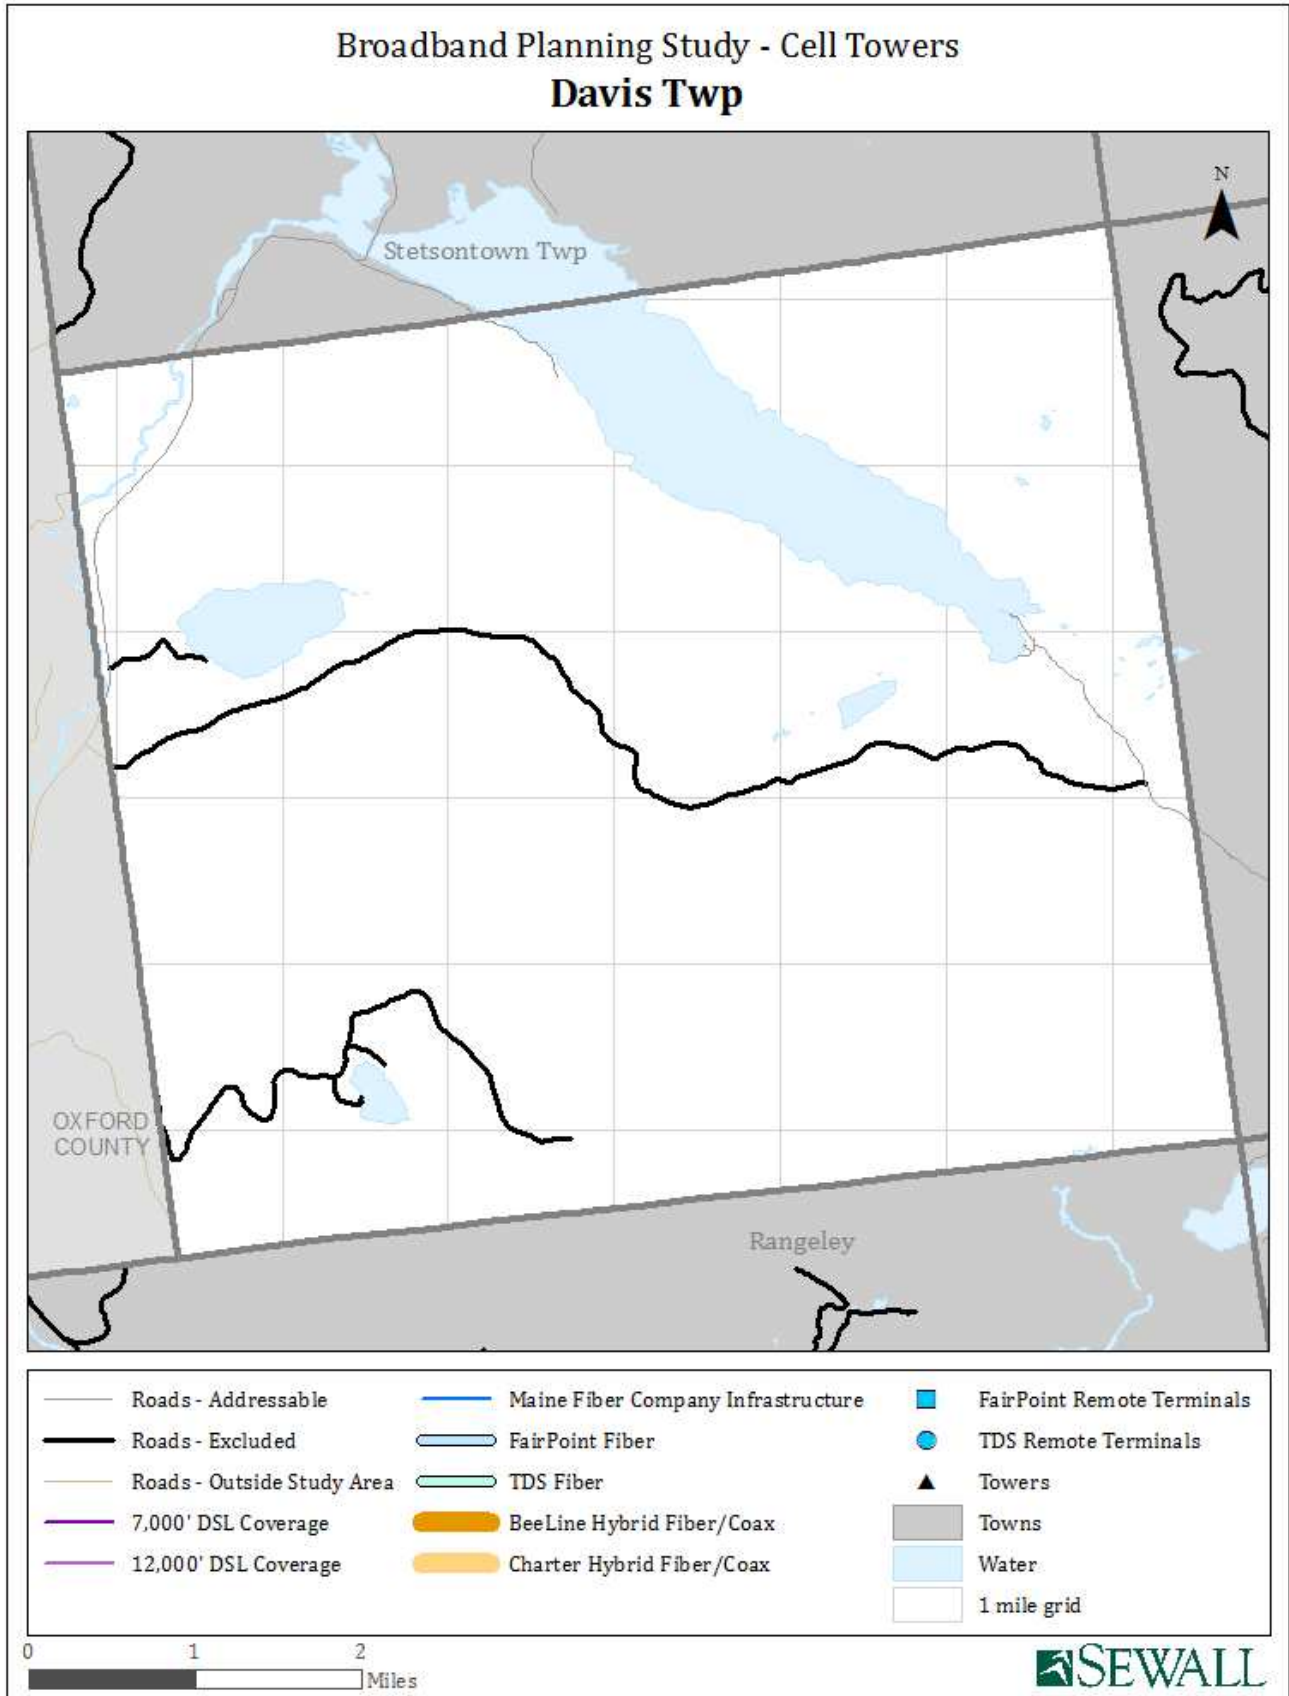 Broadband Planning Study - Cell Towers
Davis Twp
N
Stetsontown Twp
OXFORD
COUNTY
Rangeley
Roads - Addressable
Roads - Excluded
Roads - Outside Study Area
7,000' DSL Coverage
12,000' DSL Coverage
Maine Fiber Company Infrastructure
FairPoint Fiber
TDS Fiber
BeeLine Hybrid Fiber/Coax
Charter Hybrid Fiber/Coax
FairPoint Remote Terminals
TDS Remote Terminals
Towers
Towns
Water
1 mile grid
0 1 2
Miles
SEWALL